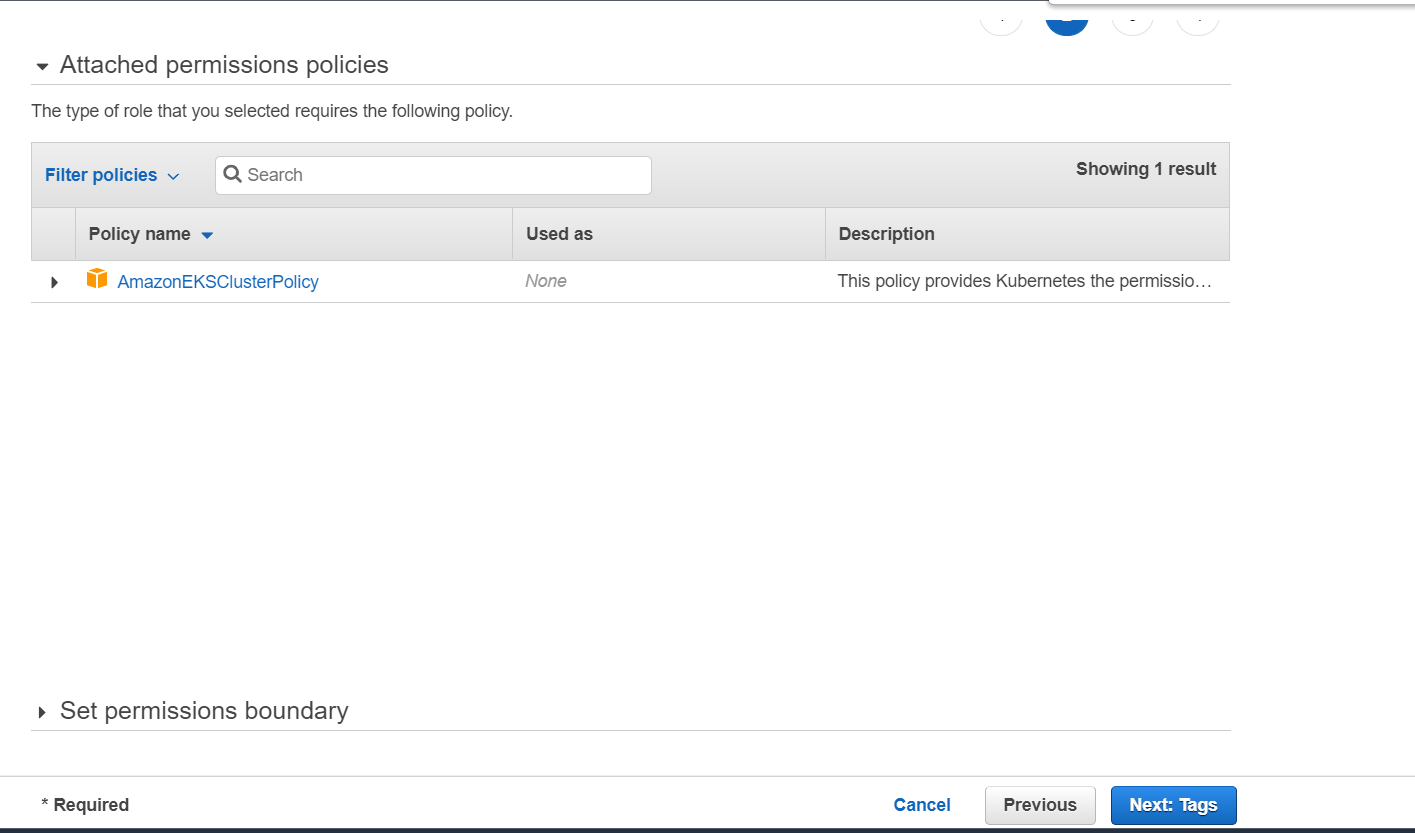 Attached permissions policies
The type of role that you selected requires the following policy.
Filter policies Search Showing 1 result
Policy name Used as Description
AmazonEKSClusterPolicy None This policy provides Kubernetes the permissio…
Set permissions boundary
* Required Cancel Previous Next: Tags